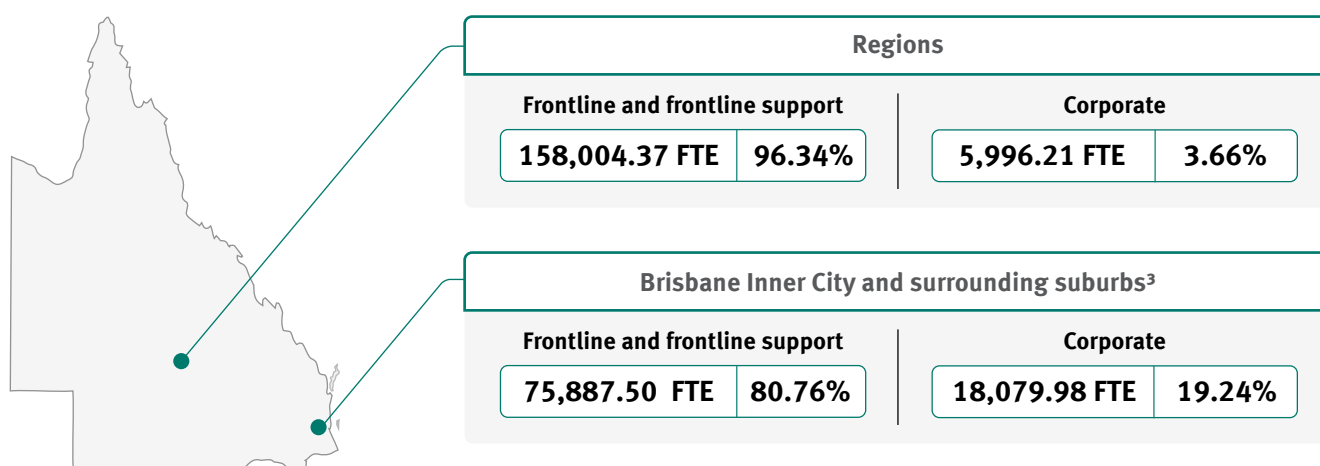 Regions
Frontline and frontline support
Corporate
158,004.37 FTE 96.34%
5,996.21 FTE 3.66%
Brisbane Inner City and surrounding suburbs³
Frontline and frontline support
Corporate
75,887.50 FTE 80.76%
18,079.98 FTE 19.24%